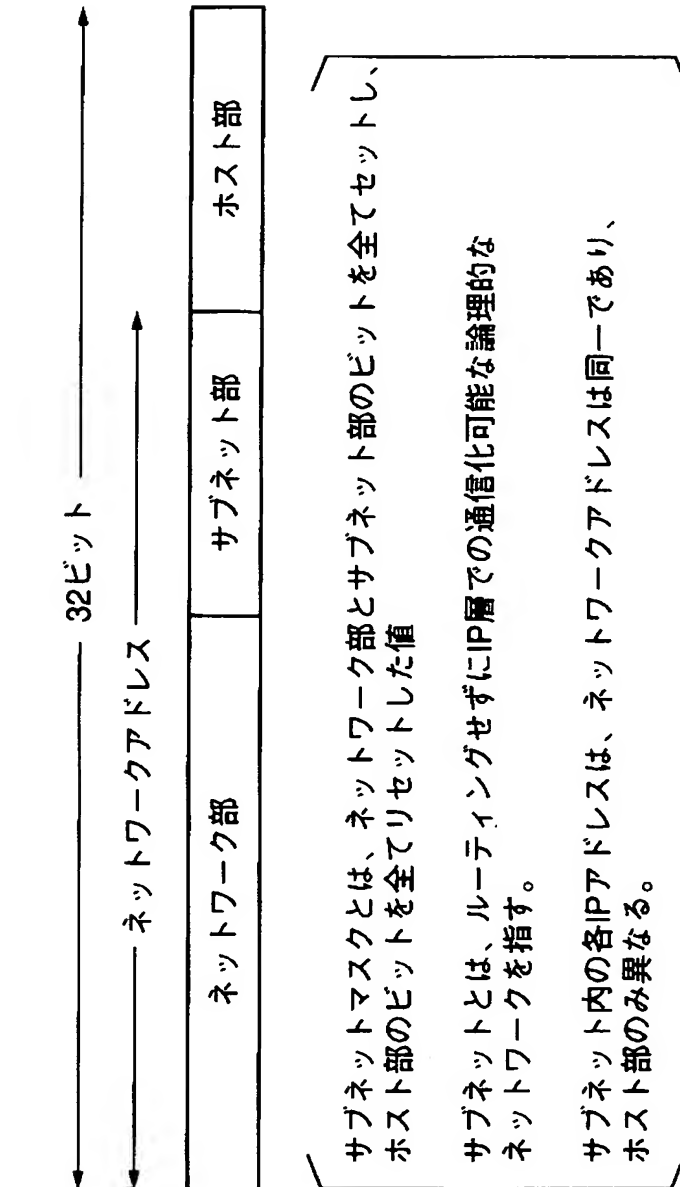 32ビット
ネットワークアドレス
ネットワーク部
サブネット部
ホスト部
サブネットマスクとは、ネットワーク部とサブネット部のビットを全てセットし、
ホスト部のビットを全てリセットした値
サブネットとは、ルーティングせずにIP層での通信化可能な論理的な
ネットワークを指す。
サブネット内の各IPアドレスは、ネットワークアドレスは同一であり、
ホスト部のみ異なる。